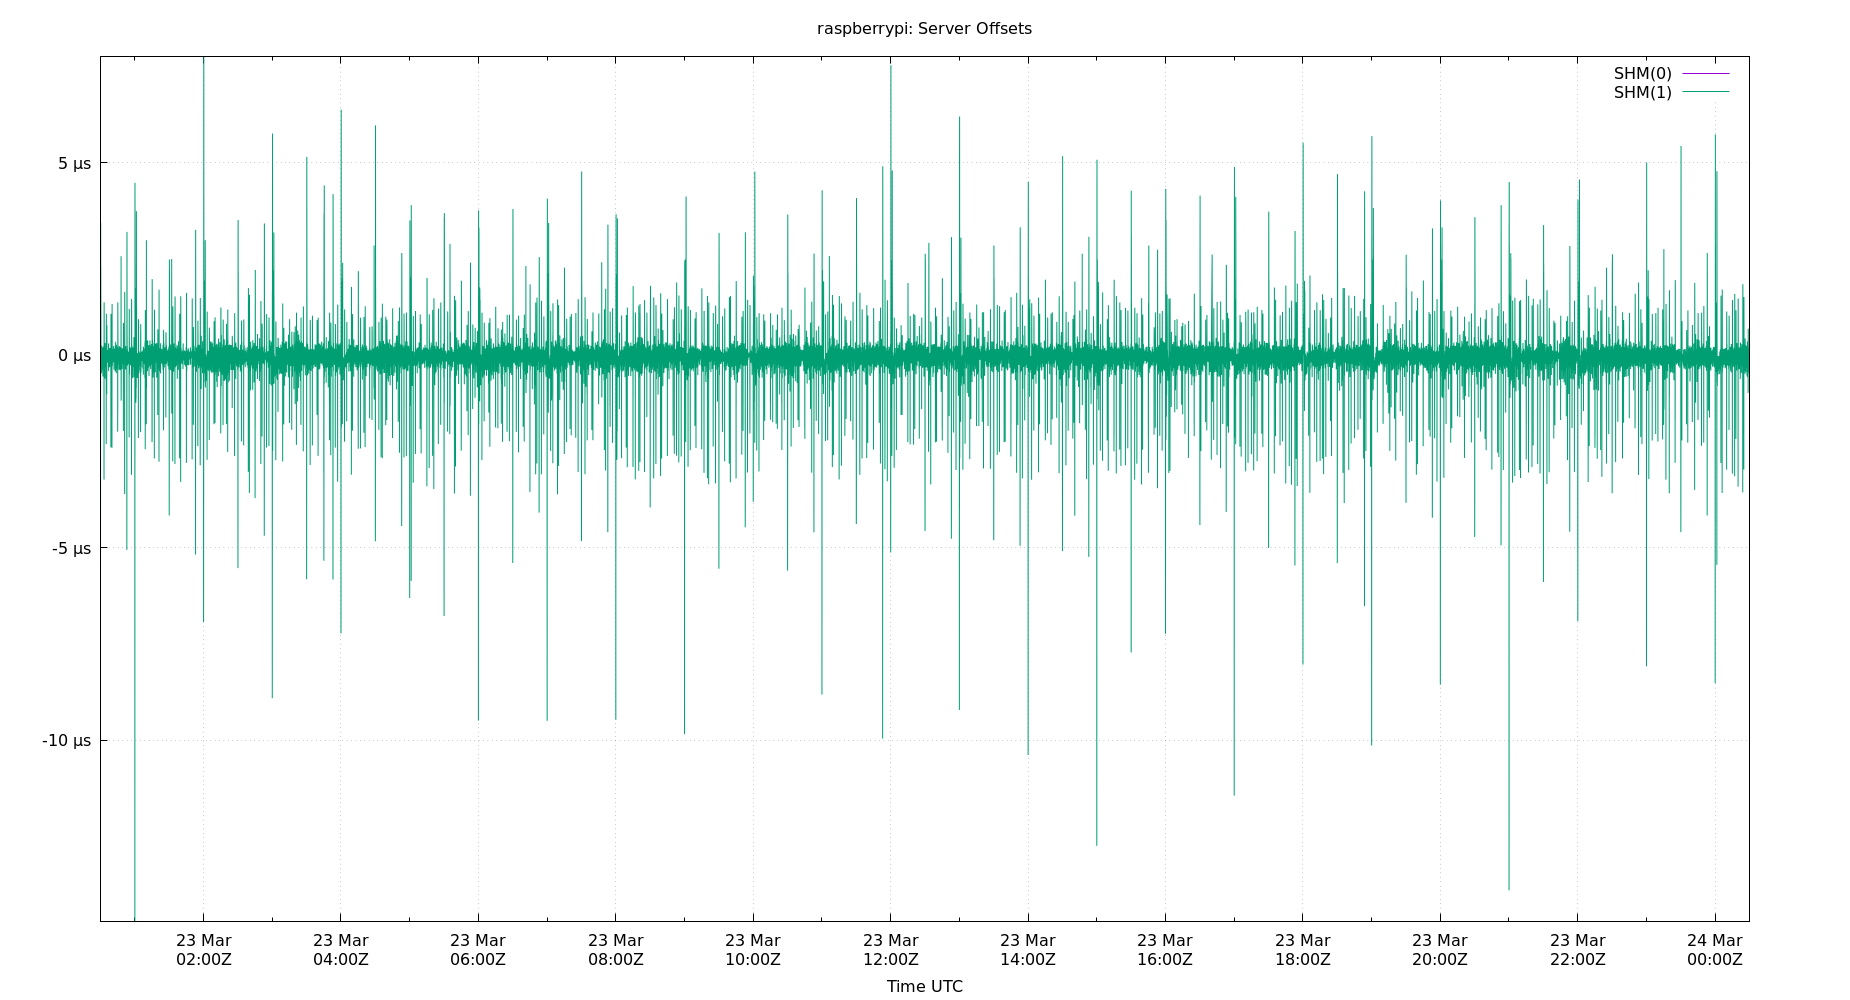 raspberrypi: Server Offsets
SHM(0)
SHM(1)
5 µs
0 µs
-5 µs
-10 µs
23 Mar 23 Mar 23 Mar 23 Mar 23 Mar 23 Mar 23 Mar 23 Mar 23 Mar 23 Mar 23 Mar 24 Mar
02:00Z 04:00Z 06:00Z 08:00Z 10:00Z 12:00Z 14:00Z 16:00Z 18:00Z 20:00Z 22:00Z 00:00Z
Time UTC